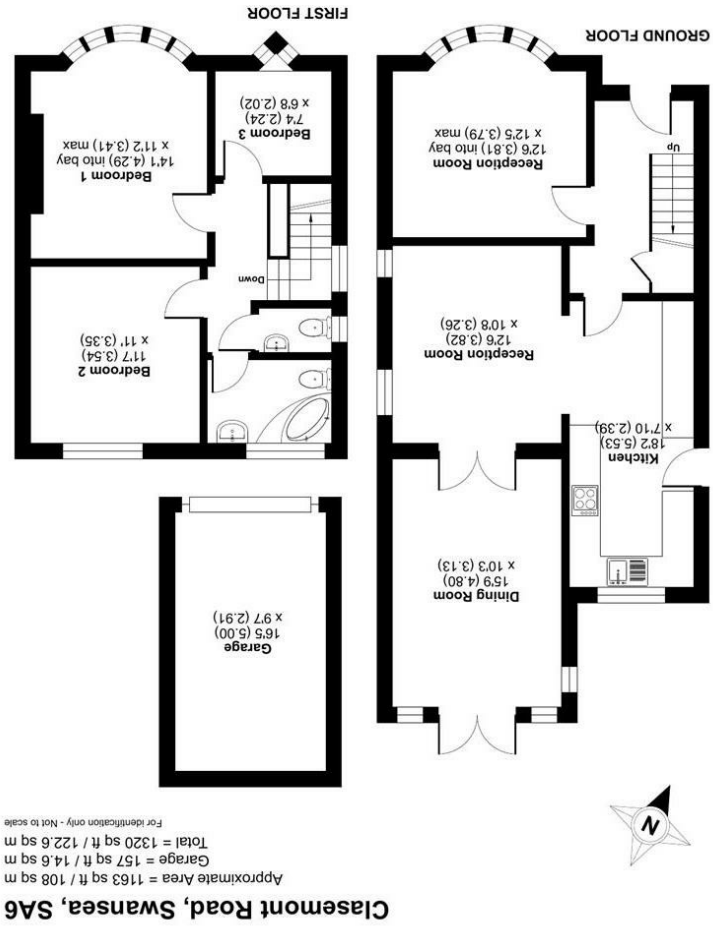 Clasemont Road, Swansea, SA6
Approximate Area = 1163 sq ft / 108 sq m
Garage = 157 sq ft / 14.6 sq m
Total = 1320 sq ft / 122.6 sq m
For identification only - Not to scale
N
Dining Room
15'9 (4.80)
x 10'3 (3.13)
Kitchen
18'2 (5.53)
x 7'10 (2.39)
Reception Room
12'6 (3.82)
x 10'8 (3.26)
Reception Room
12'6 (3.81) into bay
x 12'5 (3.79) max
Up
GROUND FLOOR
Garage
16'5 (5.00)
x 9'7 (2.91)
Bedroom 2
11'7 (3.54)
x 11' (3.35)
Down
Bedroom 3
7'4 (2.24)
x 6'8 (2.02)
Bedroom 1
14'1 (4.29) into bay
x 11'2 (3.41) max
FIRST FLOOR